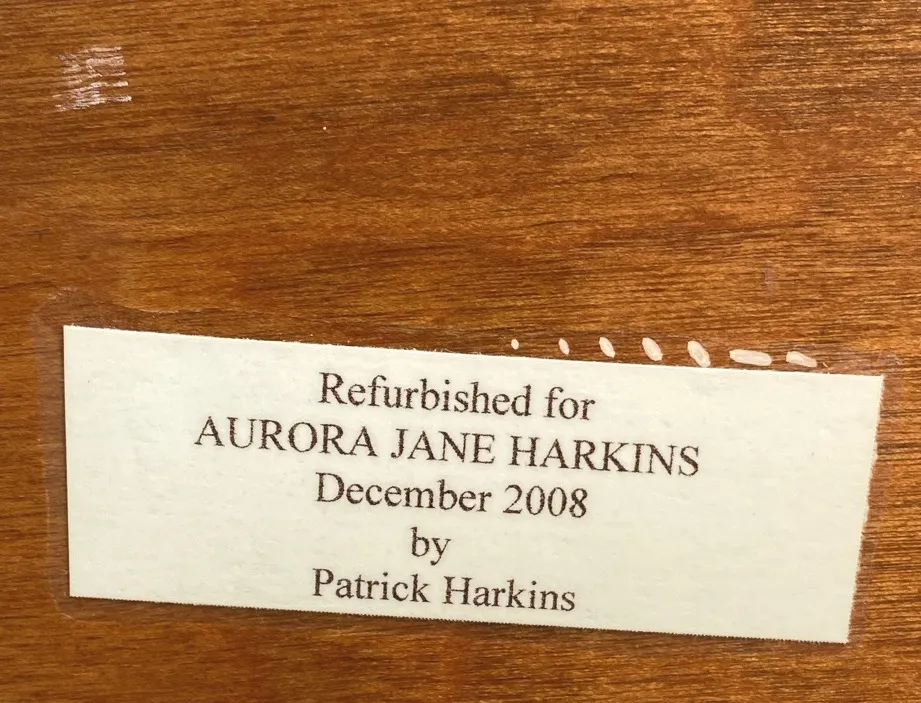 Refurbished for
AURORA JANE HARKINS
December 2008
by
Patrick Harkins